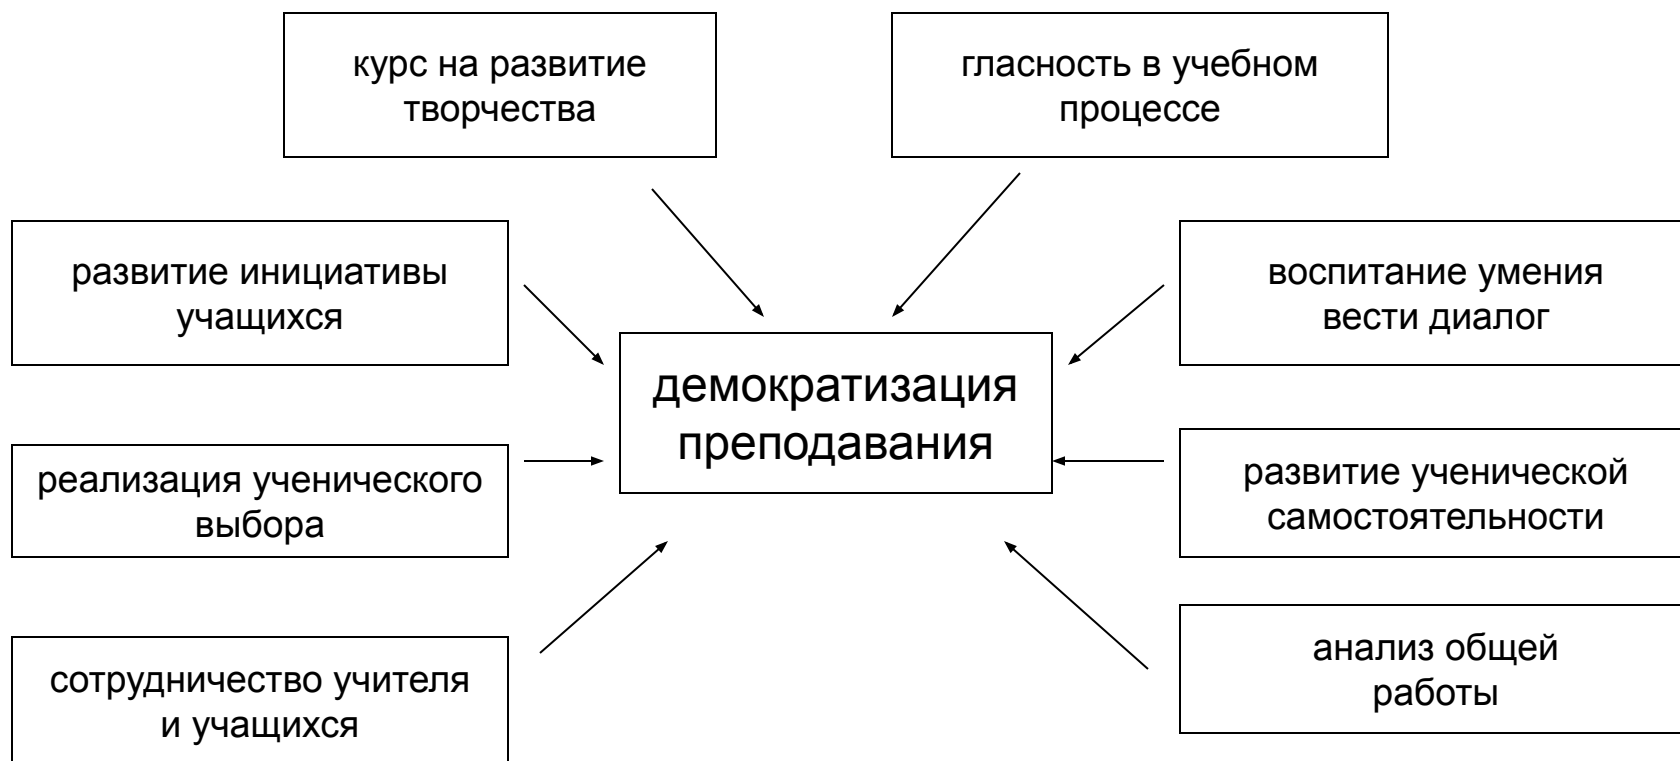 курс на развитие
творчества
гласность в учебном
процессе
развитие инициативы
учащихся
воспитание умения
вести диалог
демократизация
преподавания
реализация ученического
выбора
развитие ученической
самостоятельности
сотрудничество учителя
и учащихся
анализ общей
работы